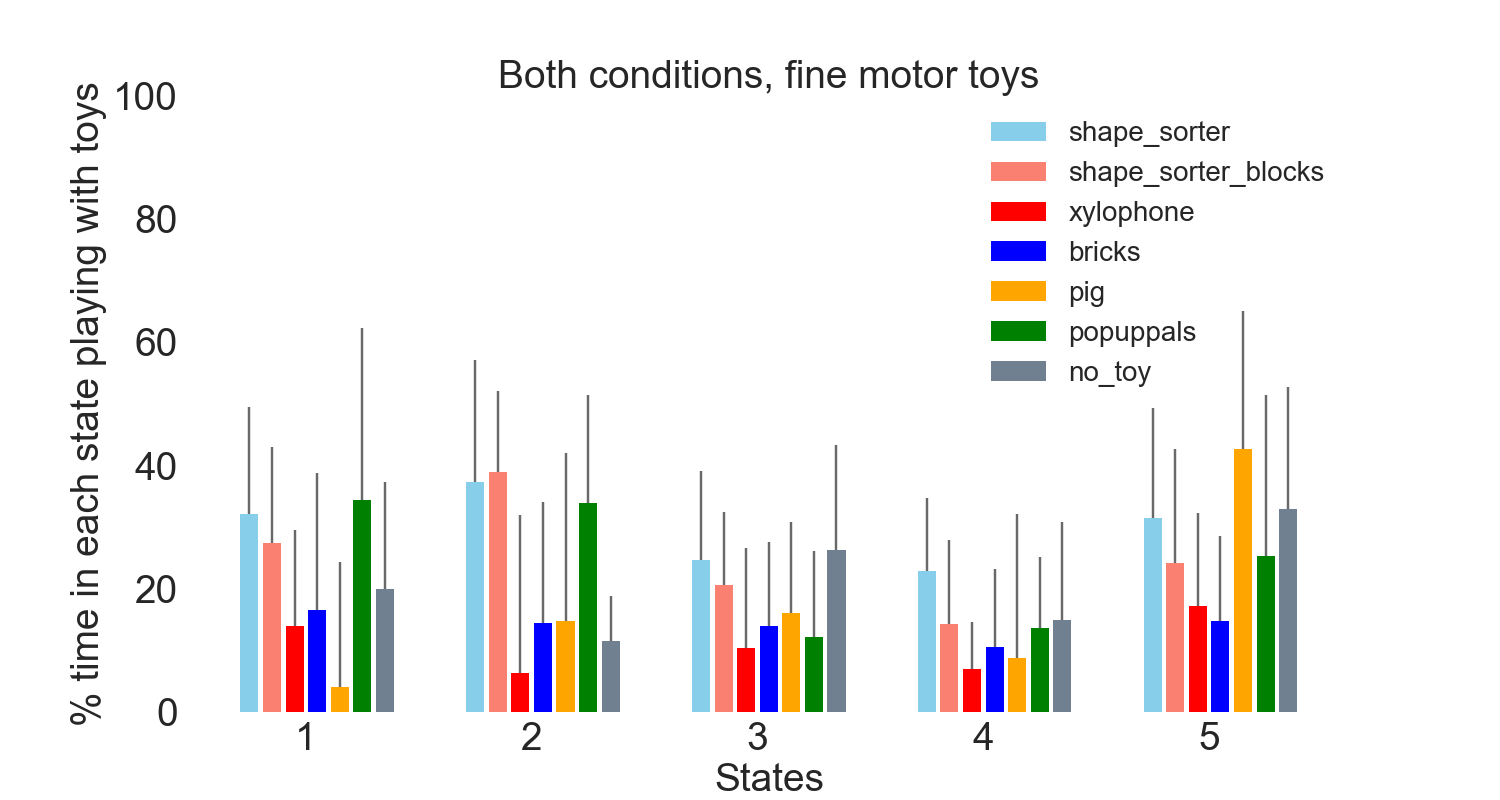 Both conditions, fine motor toys
% time in each state playing with toys
100
80
60
40
20
0
shape_sorter
shape_sorter_blocks
xylophone
bricks
pig
popuppals
no_toy
1 2 3 4 5
States